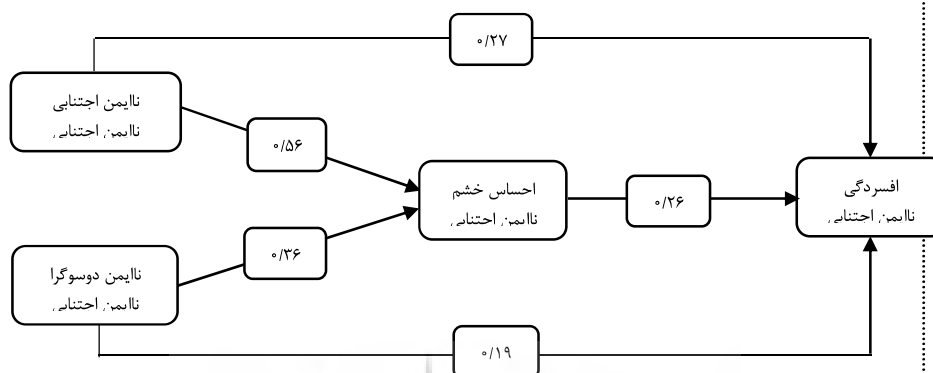 ۰/۲۷
ناایمن اجتنابی
ناایمن اجتنابی
۰/۵۶
احساس خشم
ناایمن اجتنابی
۰/۲۶
افسردگی
ناایمن اجتنابی
۰/۳۶
ناایمن دوسوگرا
ناایمن اجتنابی
۰/۱۹